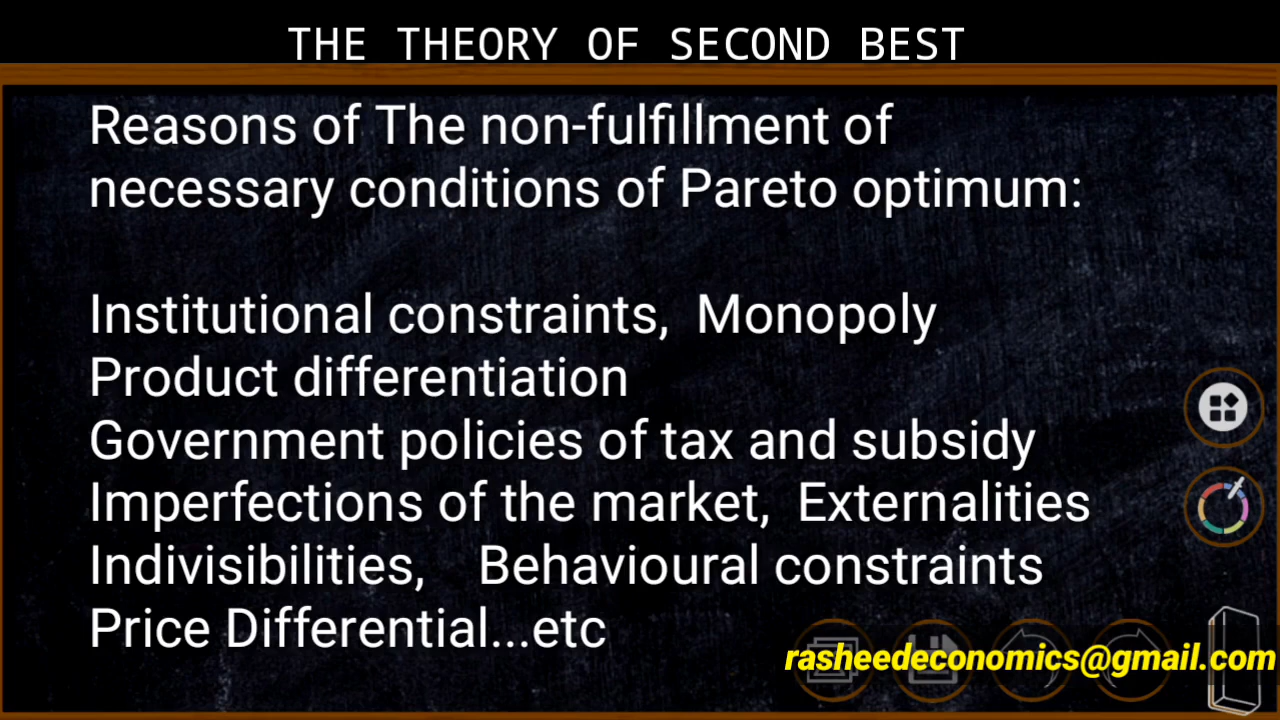 THE THEORY OF SECOND BEST
Reasons of The non-fulfillment of
necessary conditions of Pareto optimum:
Institutional constraints,  Monopoly
Product differentiation
Government policies of tax and subsidy
Imperfections of the market,  Externalities
Indivisibilities,    Behavioural constraints
Price Differential...etc
rasheedeconomics@gmail.com